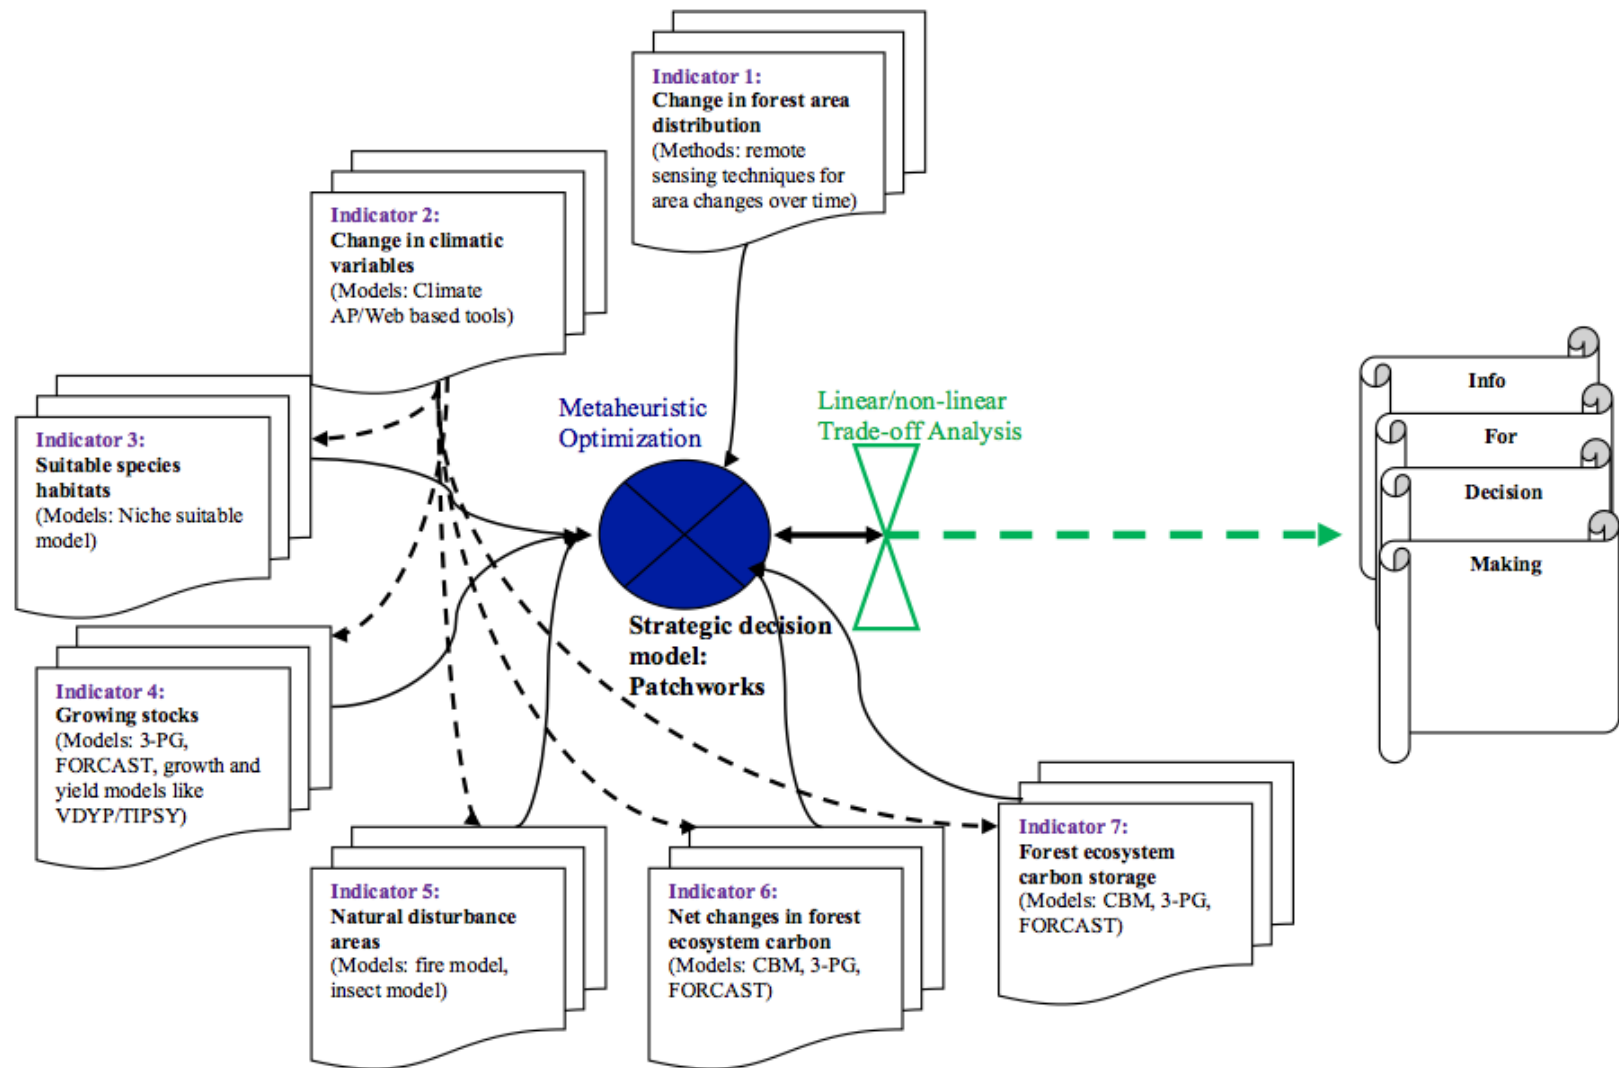 Indicator 1:
Change in forest area
distribution
(Methods: remote
sensing techniques for
area changes over time)
Indicator 2:
Change in climatic
variables
(Models: Climate
AP/Web based tools)
Indicator 3:
Suitable species
habitats
(Models: Niche suitable
model)
Indicator 4:
Growing stocks
(Models: 3-PG,
FORCAST, growth and
yield models like
VDYP/TIPSY)
Indicator 5:
Natural disturbance
areas
(Models: fire model,
insect model)
Indicator 6:
Net changes in forest
ecosystem carbon
(Models: CBM, 3-PG,
FORCAST)
Indicator 7:
Forest ecosystem
carbon storage
(Models: CBM, 3-PG,
FORCAST)
Metaheuristic
Optimization
Strategic decision
model:
Patchworks
Linear/non-linear
Trade-off Analysis
Info
For
Decision
Making